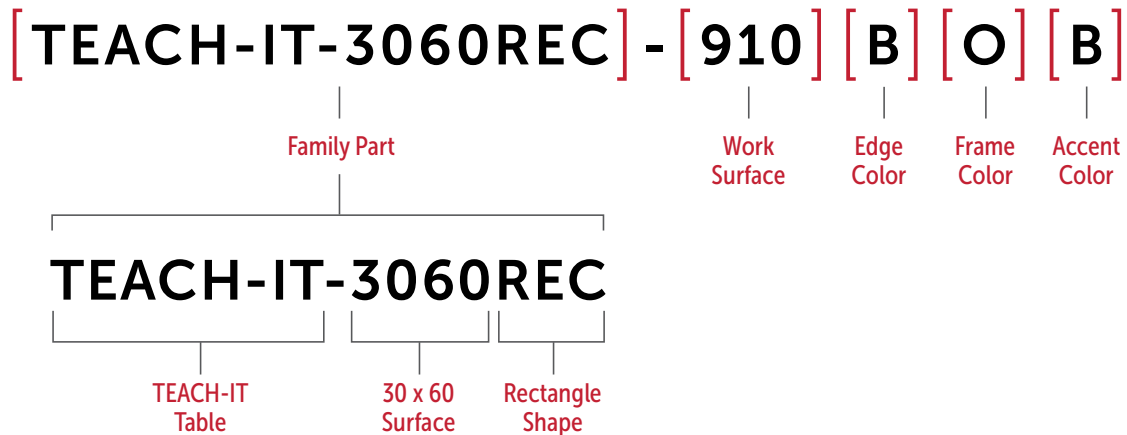 [TEACH-IT-3060REC]-[910][B][O][B]
Family Part
Work Surface
Edge Color
Frame Color
Accent Color
TEACH-IT-3060REC
TEACH-IT Table
30 x 60 Surface
Rectangle Shape